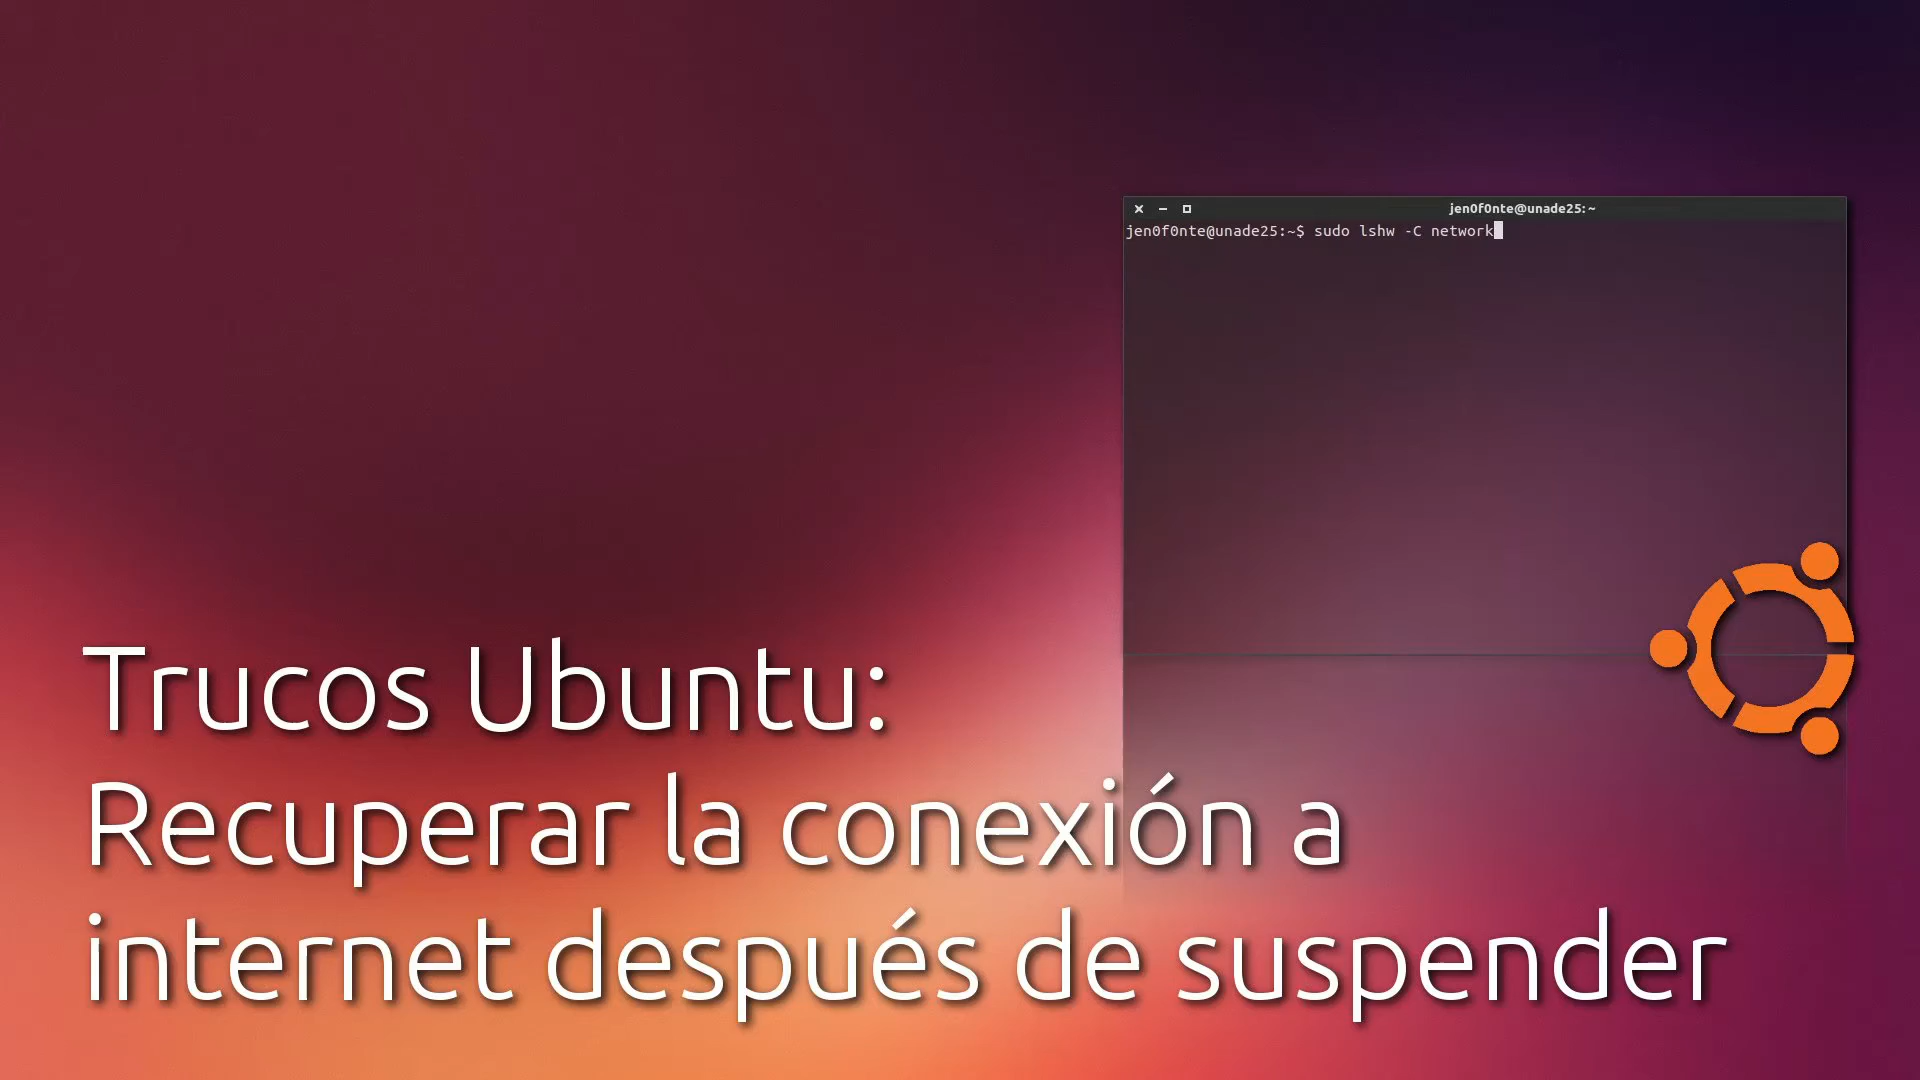 jen0f0nte@unade25: ~
jen0f0nte@unade25:~$ sudo lshw -C network
Trucos Ubuntu:
Recuperar la conexión a
internet después de suspender